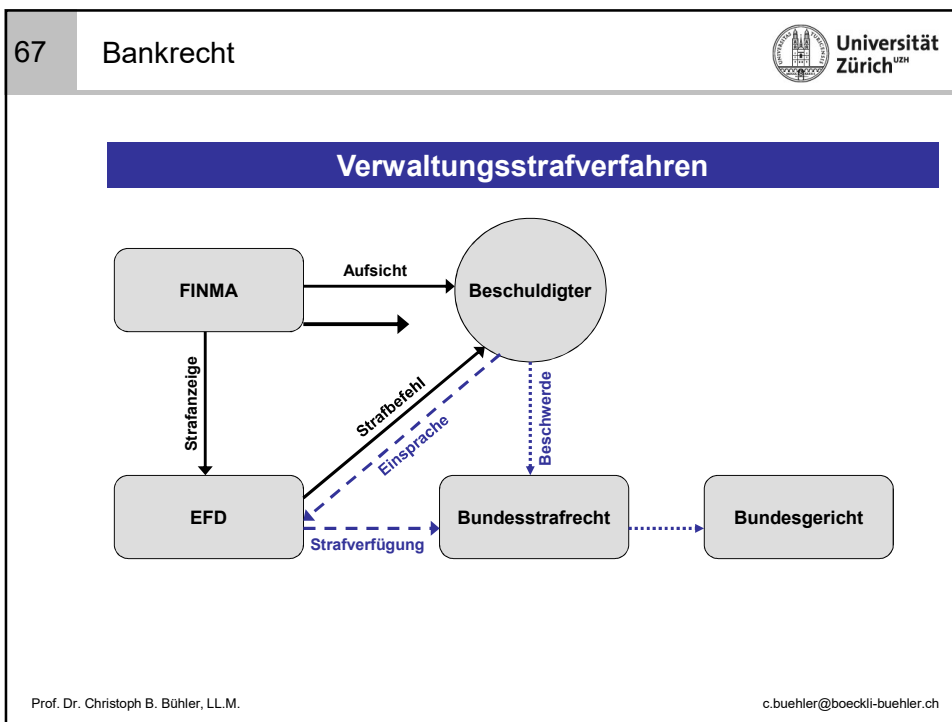 67
Bankrecht
Universität
Zürich UZH
Verwaltungsstrafverfahren
FINMA
Aufsicht
Beschuldigter
Strafanzeige
Strafbefehl
Einsprache
Beschwerde
EFD
Strafverfügung
Bundesstrafrecht
Bundesgericht
Prof. Dr. Christoph B. Bühler, LL.M.
c.buehler@boeckli-buehler.ch